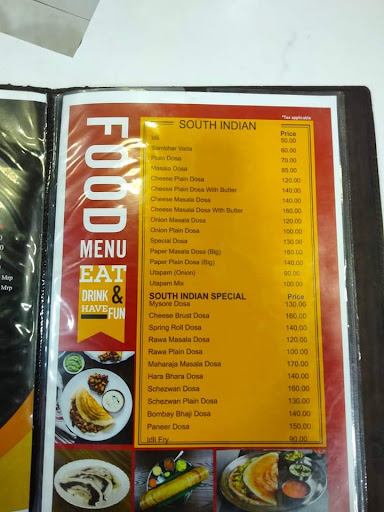 FOOD
MENU
EAT
DRINK &
HAVE FUN
*Tax applicable
SOUTH INDIAN
Price
Idli 50.00
Sambhar Vada 60.00
Plain Dosa 70.00
Masala Dosa 85.00
Cheese Plain Dosa 120.00
Cheese Plain Dosa With Butter 140.00
Cheese Masala Dosa 140.00
Cheese Masala Dosa With Butter 160.00
Onion Masala Dosa 120.00
Onion Plain Dosa 100.00
Special Dosa 130.00
Paper Masala Dosa (Big) 160.00
Paper Plain Dosa (Big) 140.00
Utapam (Onion) 90.00
Utapam Mix 100.00
SOUTH INDIAN SPECIAL Price
Mysore Dosa 130.00
Cheese Brust Dosa 160.00
Spring Roll Dosa 140.00
Rawa Masala Dosa 120.00
Rawa Plain Dosa 100.00
Maharaja Masala Dosa 170.00
Hara Bhara Dosa 140.00
Schezwan Dosa 160.00
Schezwan Plain Dosa 130.00
Bombay Bhaji Dosa 140.00
Paneer Dosa 150.00
Idli Fry 90.00
Mrp
Mrp